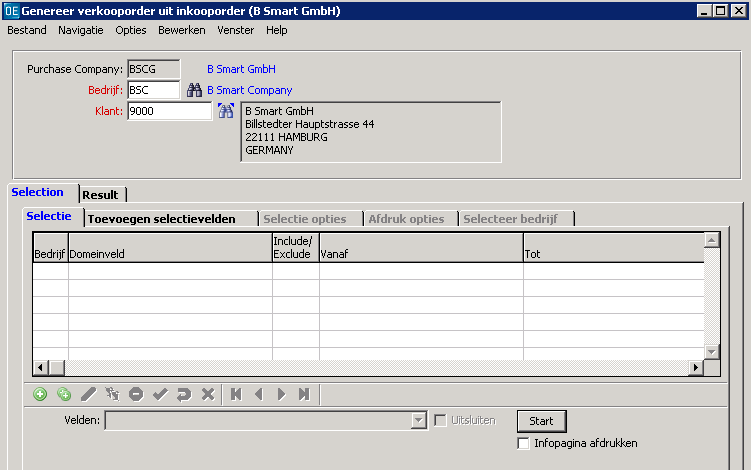 OE Genereer verkooporder uit inkooporder (B Smart GmbH)
Bestand Navigatie Opties Bewerken Venster Help
Purchase Company: BSCG B Smart GmbH
Bedrijf: BSC B Smart Company
Klant: 9000 B Smart GmbH
Billstedter Hauptstrasse 44
22111 HAMBURG
GERMANY
Selection Result
Selectie Toevoegen selectievelden Selectie opties Afdruk opties Selecteer bedrijf
Bedrijf Domeinveld Include/ Exclude Vanaf Tot
Velden: Uitsluiten Start
Infopagina afdrukken